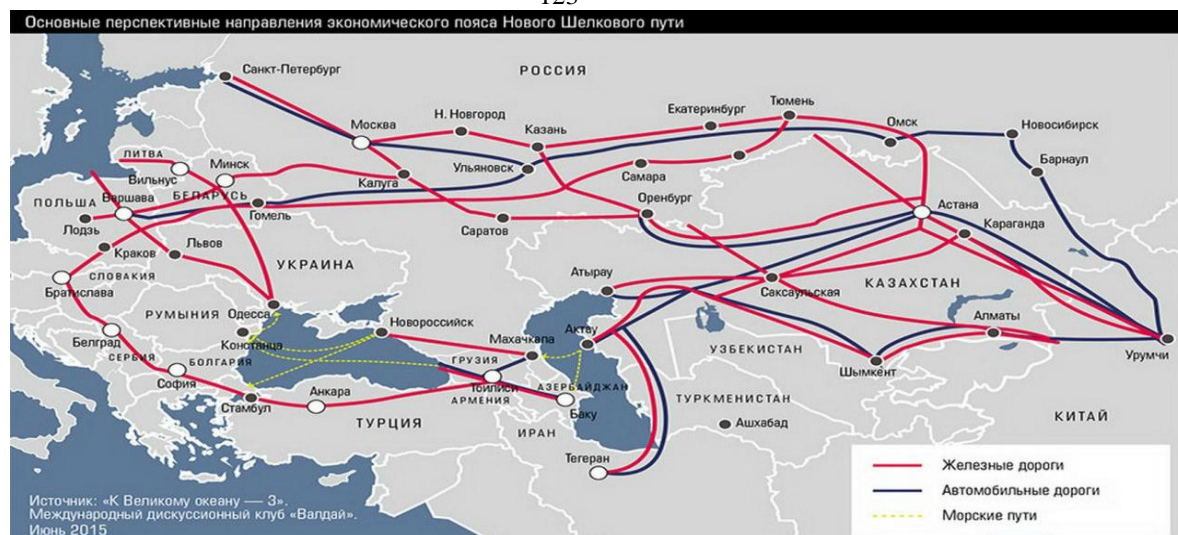 123
Основные перспективные направления экономического пояса Нового Шелкового пути
Санкт-Петербург
РОССИЯ
Москва
Н. Новгород
Казань
Екатеринбург
Тюмень
Омск
Новосибирск
Барнаул
ЛИТВА
Вильнус
Минск
БЕЛАРУСЬ
Калуга
Ульяновск
Самара
ПОЛЬША
Варшава
Лодзь
Гомель
Саратов
Оренбург
Астана
Караганда
Краков
Львов
СЛОВАКИЯ
Братислава
УКРАИНА
Атырау
Саксаульская
КАЗАХСТАН
РУМЫНИЯ
Одесса
Новороссийск
Махачкала
Актау
Алматы
Белград
СЕРБИЯ
Констанца
БОЛГАРИЯ
ГРУЗИЯ
УЗБЕКИСТАН
Шымкент
Урумчи
София
Стамбул
Анкара
Тбилиси
АРМЕНИЯ
АЗЕРБАЙДЖАН
Баку
ТУРКМЕНИСТАН
Ашхабад
КИТАЙ
ТУРЦИЯ
ИРАН
Тегеран
Железные дороги
Автомобильные дороги
Морские пути
Источник: «К Великому океану — 3».
Международный дискуссионный клуб «Валдай».
Июнь 2015